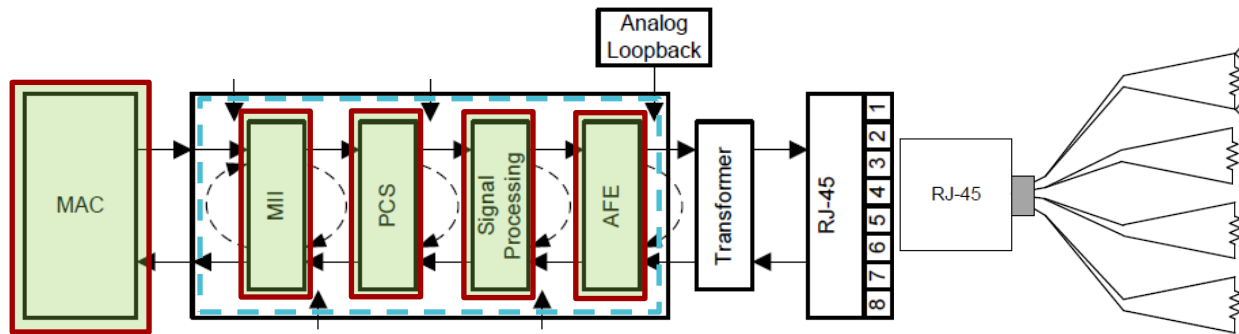 Analog
Loopback
MAC
MII
PCS
Signal
Processing
AFE
Transformer
RJ-45
1
2
3
4
5
6
7
8
RJ-45